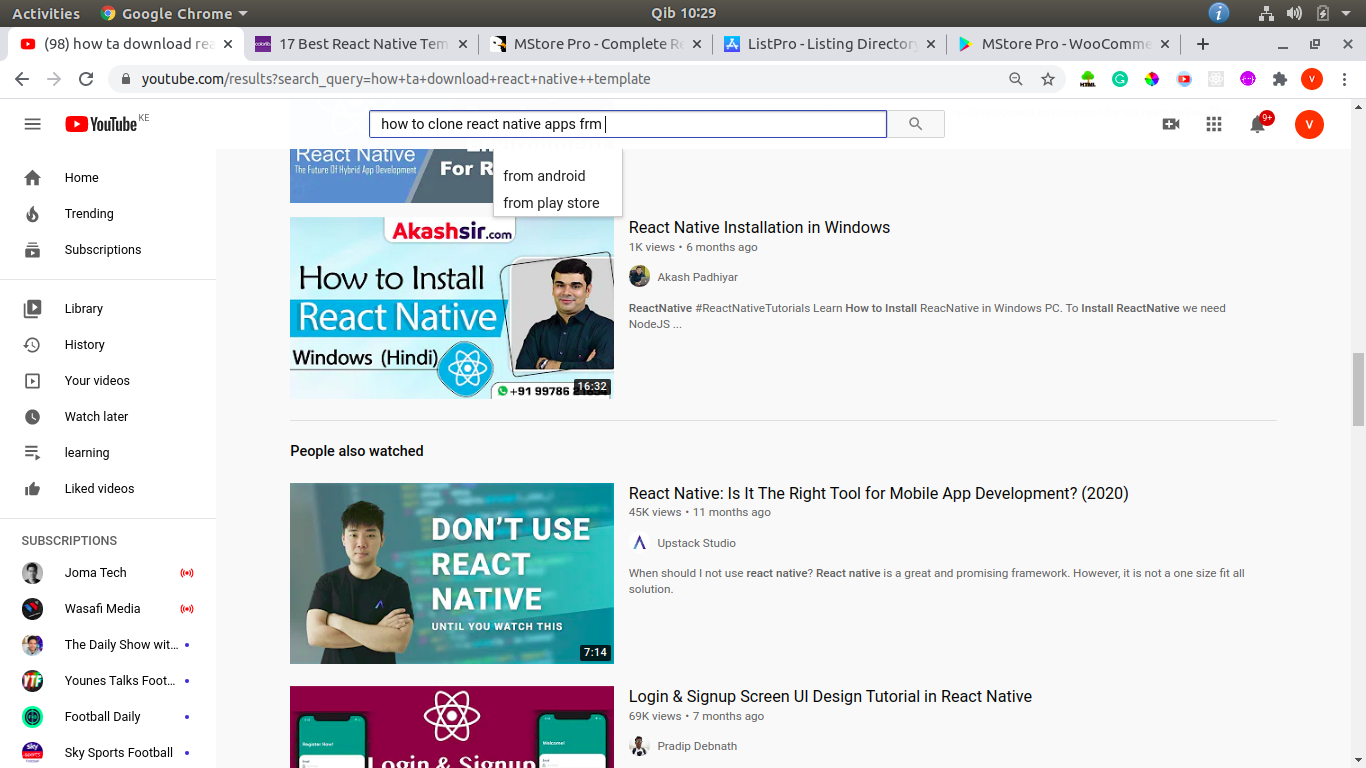 Activities
Google Chrome
Qib 10:29
(98) how ta download rea
17 Best React Native Tem
MStore Pro - Complete Re
ListPro - Listing Directory
MStore Pro - WooComme
youtube.com/results?search_query=how+ta+download+react+native++template
HTML
V
YouTube KE
how to clone react native apps frm
9+
V
from android
from play store
Home
Trending
Subscriptions
Library
History
Your videos
Watch later
learning
Liked videos
SUBSCRIPTIONS
Joma Tech
Wasafi Media
The Daily Show wit...
Younes Talks Foot...
Football Daily
Sky Sports Football
React Native
The Future Of Hybrid App Development
For R
Akashsir.com
How to Install
React Native
Windows (Hindi)
+91 99786
16:32
React Native Installation in Windows
1K views • 6 months ago
Akash Padhiyar
ReactNative #ReactNativeTutorials Learn How to Install ReacNative in Windows PC. To Install ReactNative we need
NodeJS ...
People also watched
DON'T USE
REACT
NATIVE
UNTIL YOU WATCH THIS
7:14
React Native: Is It The Right Tool for Mobile App Development? (2020)
45K views • 11 months ago
Upstack Studio
When should I not use react native? React native is a great and promising framework. However, it is not a one size fit all
solution.
Register Now!
Welcome!
Login & Signup
Login & Signup Screen UI Design Tutorial in React Native
69K views • 7 months ago
Pradip Debnath